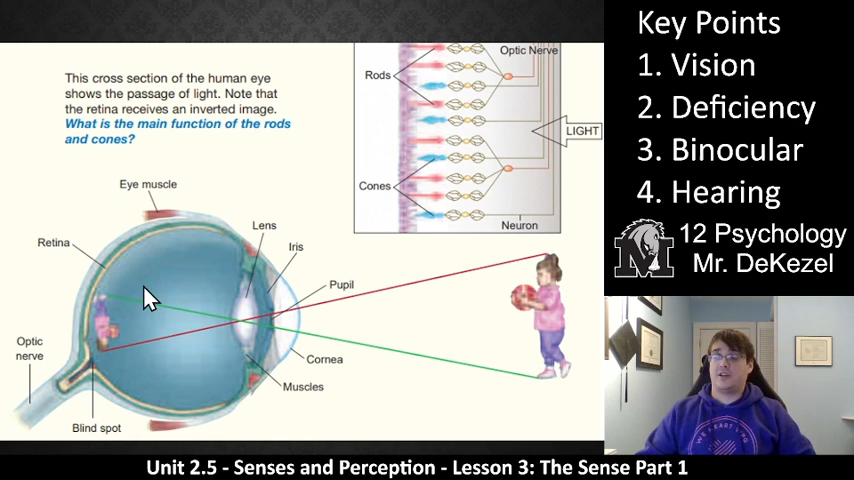 This cross section of the human eye
shows the passage of light. Note that
the retina receives an inverted image.
What is the main function of the rods
and cones?
Optic Nerve
Rods
LIGHT
Cones
Neuron
Eye muscle
Lens
Retina
Iris
Pupil
Optic
nerve
Cornea
Muscles
Blind spot
Key Points
1. Vision
2. Deficiency
3. Binocular
4. Hearing
M
12 Psychology
Mr. DeKezel
Unit 2.5 - Senses and Perception - Lesson 3: The Sense Part 1